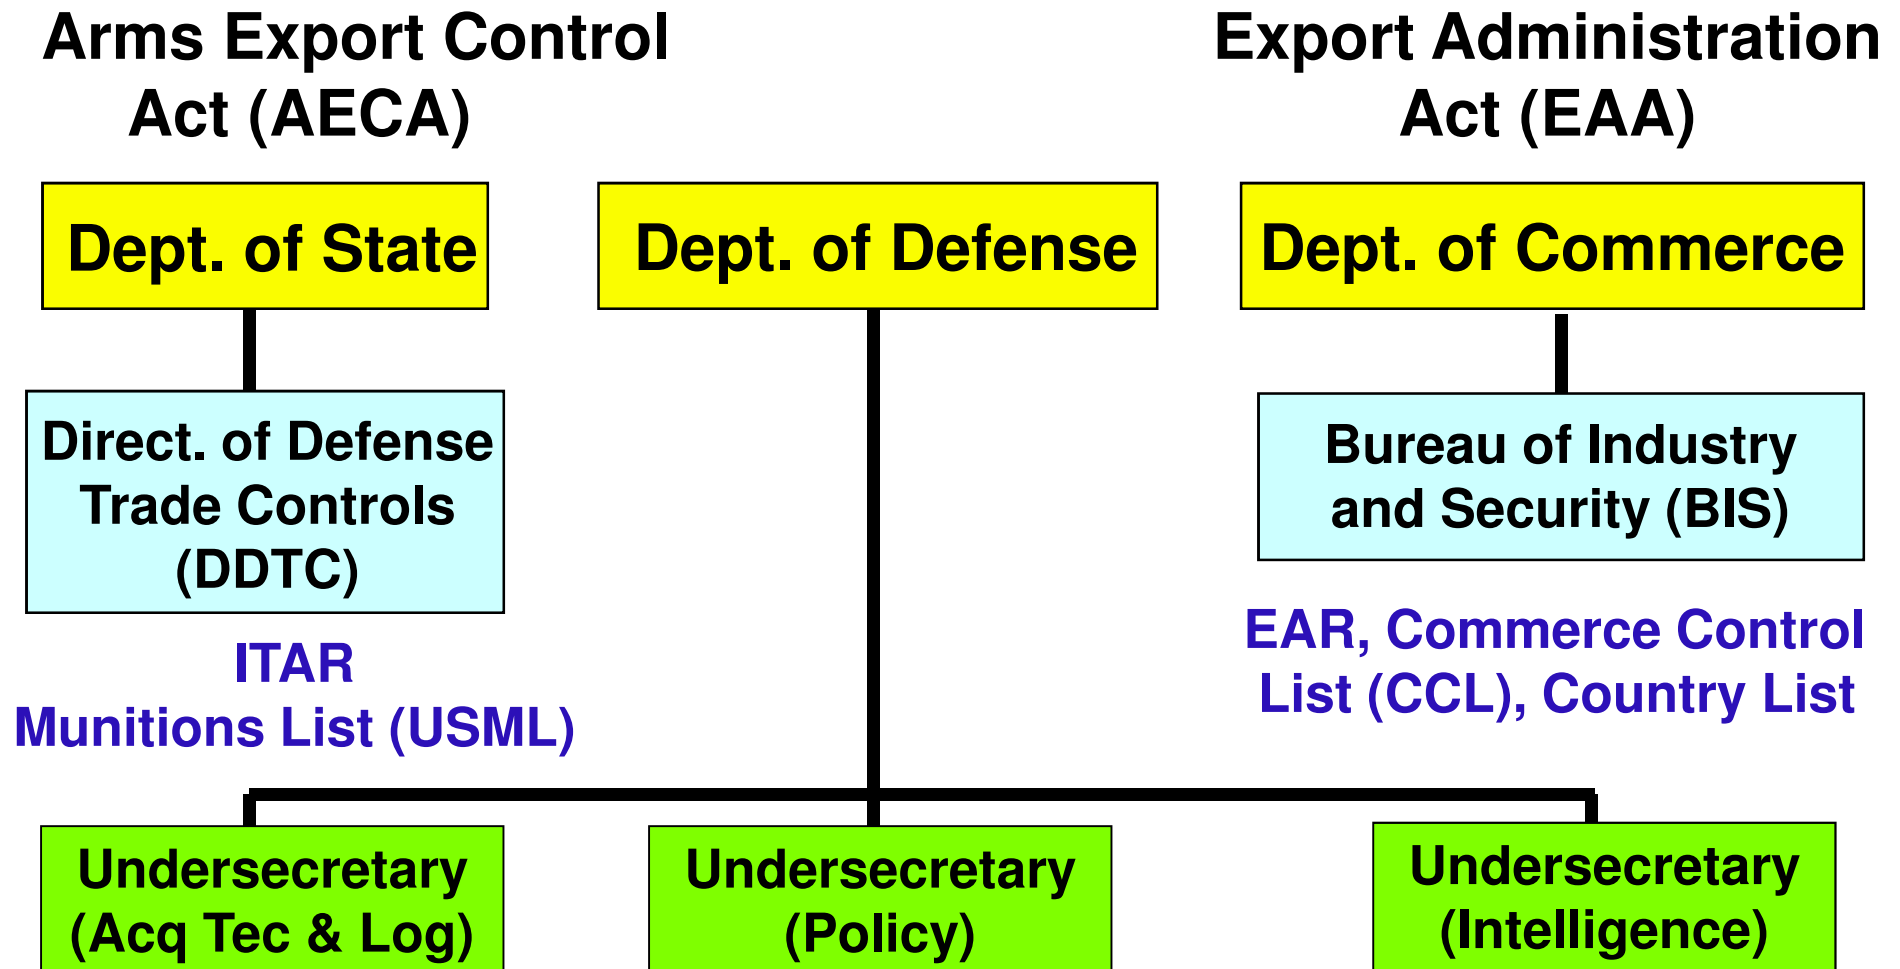 Arms Export Control
Act (AECA)
Export Administration
Act (EAA)
Dept. of State
Dept. of Defense
Dept. of Commerce
Direct. of Defense
Trade Controls
(DDTC)
Bureau of Industry
and Security (BIS)
ITAR
Munitions List (USML)
EAR, Commerce Control
List (CCL), Country List
Undersecretary
(Acq Tec & Log)
Undersecretary
(Policy)
Undersecretary
(Intelligence)